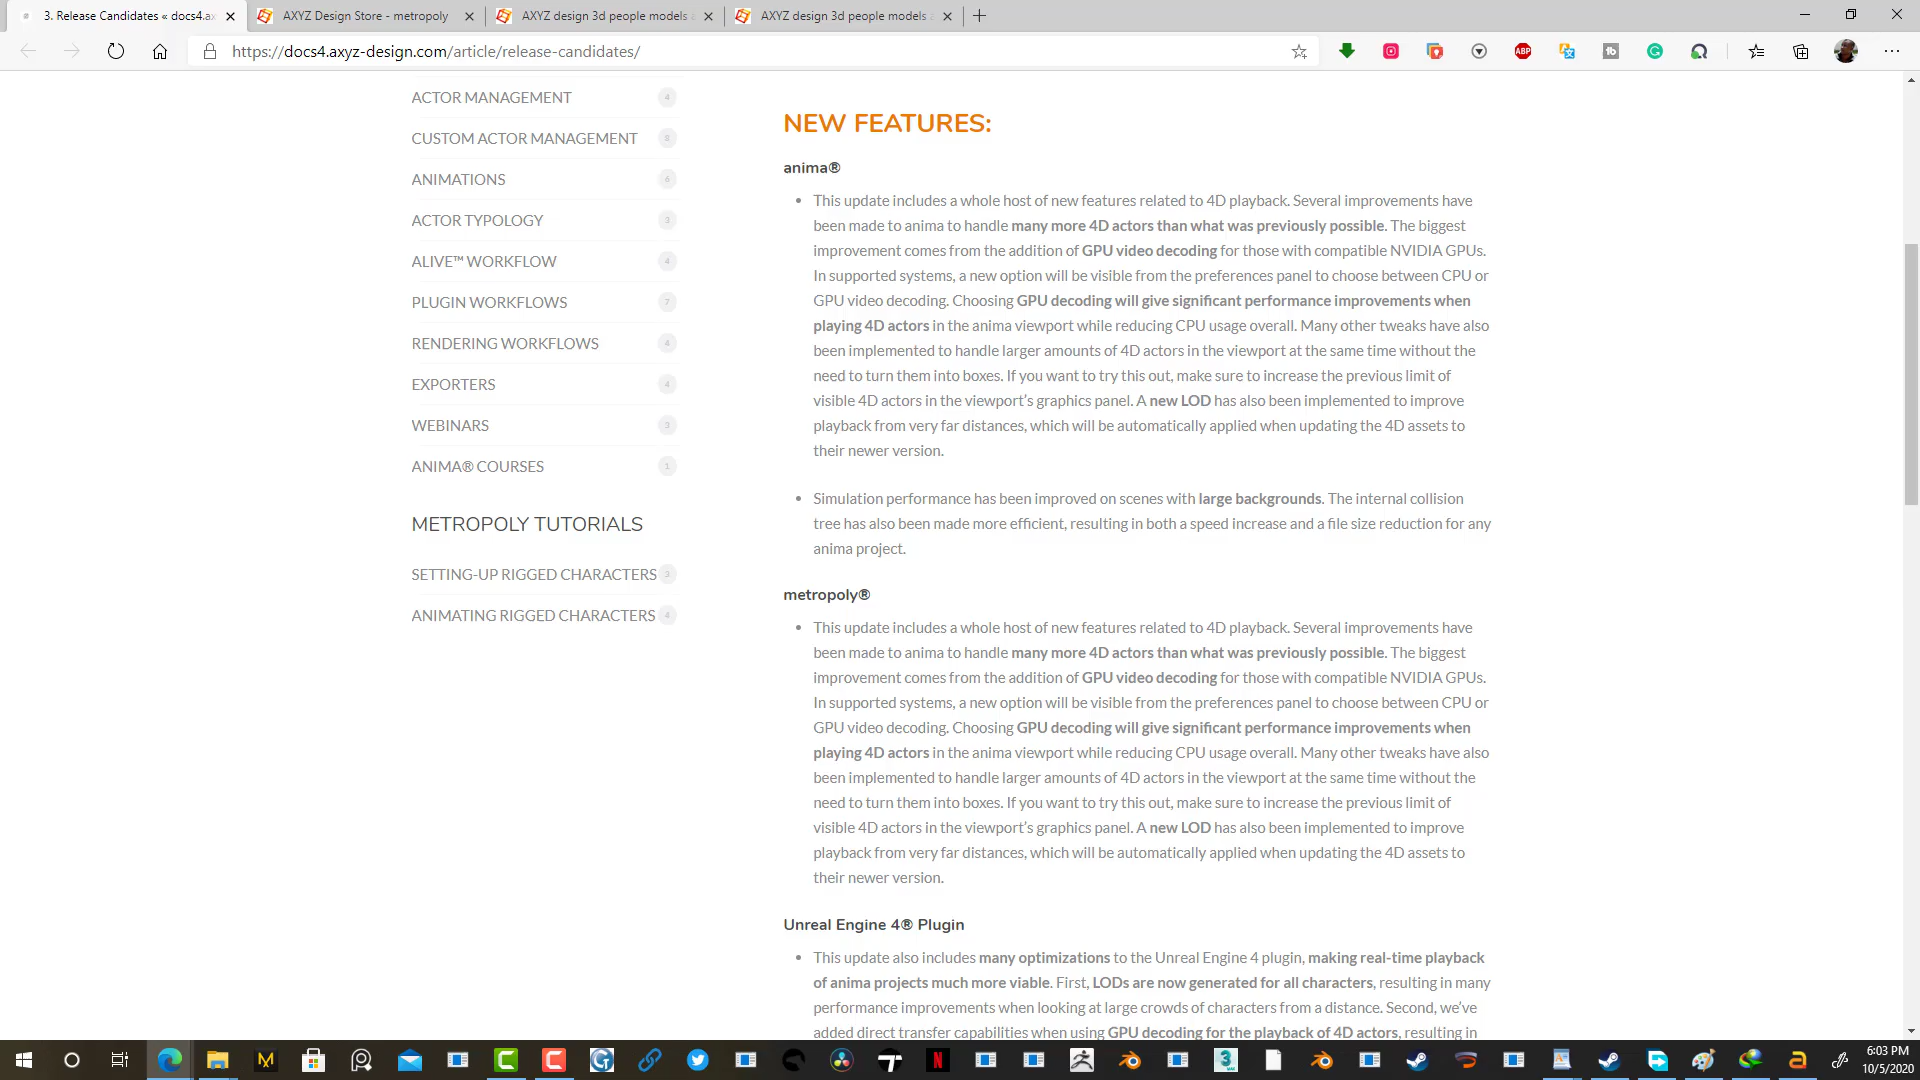 3. Release Candidates « docs4.ax
AXYZ Design Store - metropoly
AXYZ design 3d people models a
AXYZ design 3d people models a
https://docs4.axyz-design.com/article/release-candidates/
ACTOR MANAGEMENT 4
CUSTOM ACTOR MANAGEMENT 8
ANIMATIONS 6
ACTOR TYPOLOGY 3
ALIVE™ WORKFLOW 4
PLUGIN WORKFLOWS 7
RENDERING WORKFLOWS 4
EXPORTERS 4
WEBINARS 3
ANIMA® COURSES 1
METROPOLY TUTORIALS
SETTING-UP RIGGED CHARACTERS 3
ANIMATING RIGGED CHARACTERS 4
NEW FEATURES:
anima®
• This update includes a whole host of new features related to 4D playback. Several improvements have
been made to anima to handle many more 4D actors than what was previously possible. The biggest
improvement comes from the addition of GPU video decoding for those with compatible NVIDIA GPUs.
In supported systems, a new option will be visible from the preferences panel to choose between CPU or
GPU video decoding. Choosing GPU decoding will give significant performance improvements when
playing 4D actors in the anima viewport while reducing CPU usage overall. Many other tweaks have also
been implemented to handle larger amounts of 4D actors in the viewport at the same time without the
need to turn them into boxes. If you want to try this out, make sure to increase the previous limit of
visible 4D actors in the viewport's graphics panel. A new LOD has also been implemented to improve
playback from very far distances, which will be automatically applied when updating the 4D assets to
their newer version.
• Simulation performance has been improved on scenes with large backgrounds. The internal collision
tree has also been made more efficient, resulting in both a speed increase and a file size reduction for any
anima project.
metropoly®
• This update includes a whole host of new features related to 4D playback. Several improvements have
been made to anima to handle many more 4D actors than what was previously possible. The biggest
improvement comes from the addition of GPU video decoding for those with compatible NVIDIA GPUs.
In supported systems, a new option will be visible from the preferences panel to choose between CPU or
GPU video decoding. Choosing GPU decoding will give significant performance improvements when
playing 4D actors in the anima viewport while reducing CPU usage overall. Many other tweaks have also
been implemented to handle larger amounts of 4D actors in the viewport at the same time without the
need to turn them into boxes. If you want to try this out, make sure to increase the previous limit of
visible 4D actors in the viewport's graphics panel. A new LOD has also been implemented to improve
playback from very far distances, which will be automatically applied when updating the 4D assets to
their newer version.
Unreal Engine 4® Plugin
• This update also includes many optimizations to the Unreal Engine 4 plugin, making real-time playback
of anima projects much more viable. First, LODs are now generated for all characters, resulting in many
performance improvements when looking at large crowds of characters from a distance. Second, we've
added direct transfer capabilities when using GPU decoding for the playback of 4D actors, resulting in
6:03 PM
10/5/2020